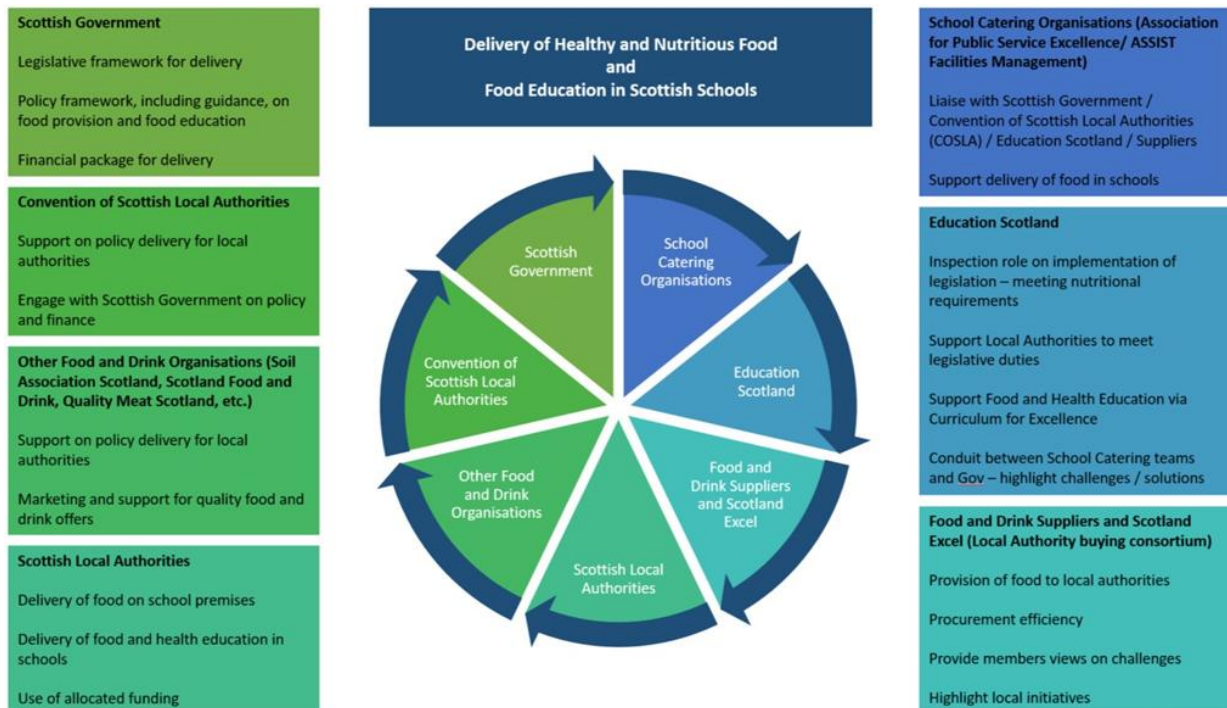 Scottish Government
Legislative framework for delivery
Policy framework, including guidance, on
food provision and food education
Financial package for delivery
Convention of Scottish Local Authorities
Support on policy delivery for local
authorities
Engage with Scottish Government on policy
and finance
Other Food and Drink Organisations (Soil
Association Scotland, Scotland Food and
Drink, Quality Meat Scotland, etc.)
Support on policy delivery for local
authorities
Marketing and support for quality food and
drink offers
Scottish Local Authorities
Delivery of food on school premises
Delivery of food and health education in
schools
Use of allocated funding
Delivery of Healthy and Nutritious Food
and
Food Education in Scottish Schools
Scottish
Government
School
Catering
Organisations
Convention of
Scottish Local
Authorities
Education
Scotland
Other Food
and Drink
Organisations
Food and
Drink Suppliers
and Scotland
Excel
Scottish Local
Authorities
School Catering Organisations (Association
for Public Service Excellence/ ASSIST
Facilities Management)
Liaise with Scottish Government /
Convention of Scottish Local Authorities
(COSLA) / Education Scotland / Suppliers
Support delivery of food in schools
Education Scotland
Inspection role on implementation of
legislation – meeting nutritional
requirements
Support Local Authorities to meet
legislative duties
Support Food and Health Education via
Curriculum for Excellence
Conduit between School Catering teams
and Gov – highlight challenges / solutions
Food and Drink Suppliers and Scotland
Excel (Local Authority buying consortium)
Provision of food to local authorities
Procurement efficiency
Provide members views on challenges
Highlight local initiatives